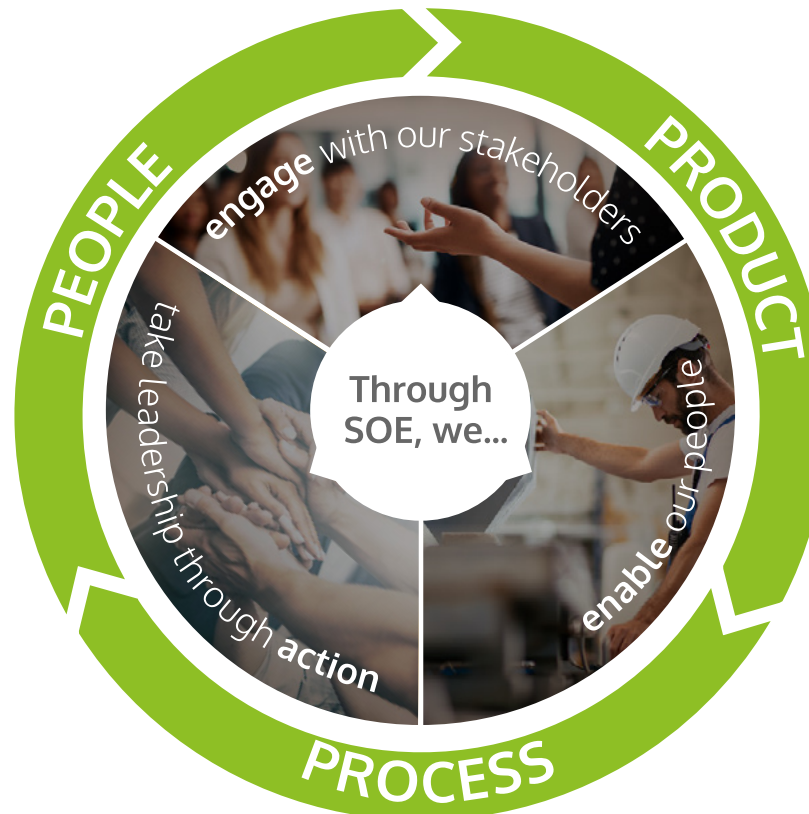 PEOPLE
PRODUCT
PROCESS
engage with our stakeholders
enable our people
take leadership through action
Through
SOE, we...